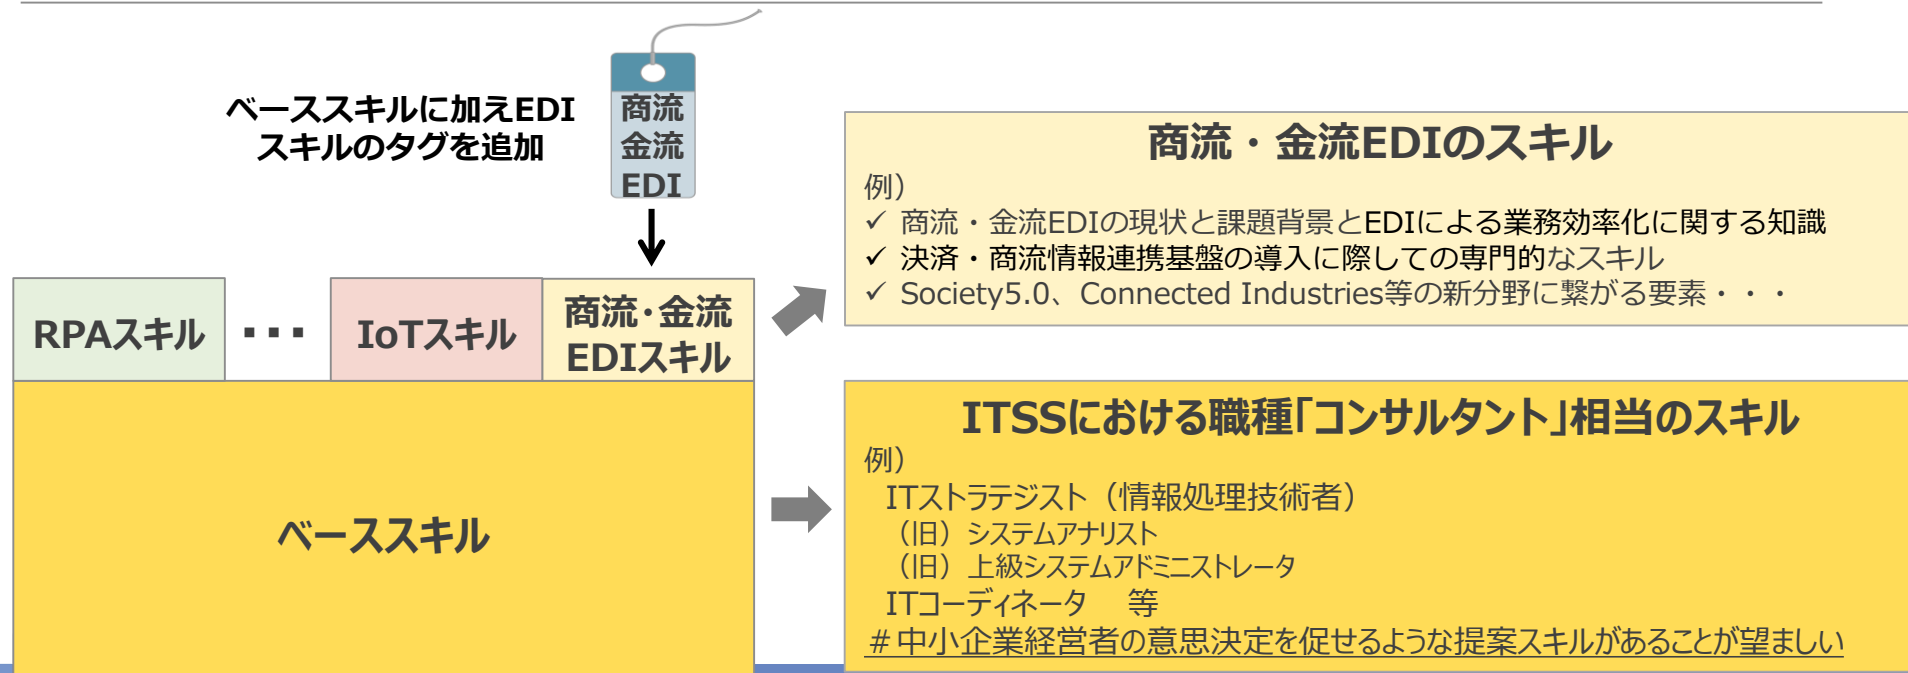 ベーススキルに加えEDI
スキルのタグを追加
商流
金流
EDI
RPAスキル
・・・
IoTスキル
商流・金流
EDIスキル
ベーススキル
商流・金流EDIのスキル
例）
✓ 商流・金流EDIの現状と課題背景とEDIによる業務効率化に関する知識
✓ 決済・商流情報連携基盤の導入に際しての専門的なスキル
✓ Society5.0、Connected Industries等の新分野に繋がる要素・・・
ITSSにおける職種「コンサルタント」相当のスキル
例）
ITストラテジスト（情報処理技術者）
（旧）システムアナリスト
（旧）上級システムアドミニストレータ
ITコーディネータ　等
＃中小企業経営者の意思決定を促せるような提案スキルがあることが望ましい